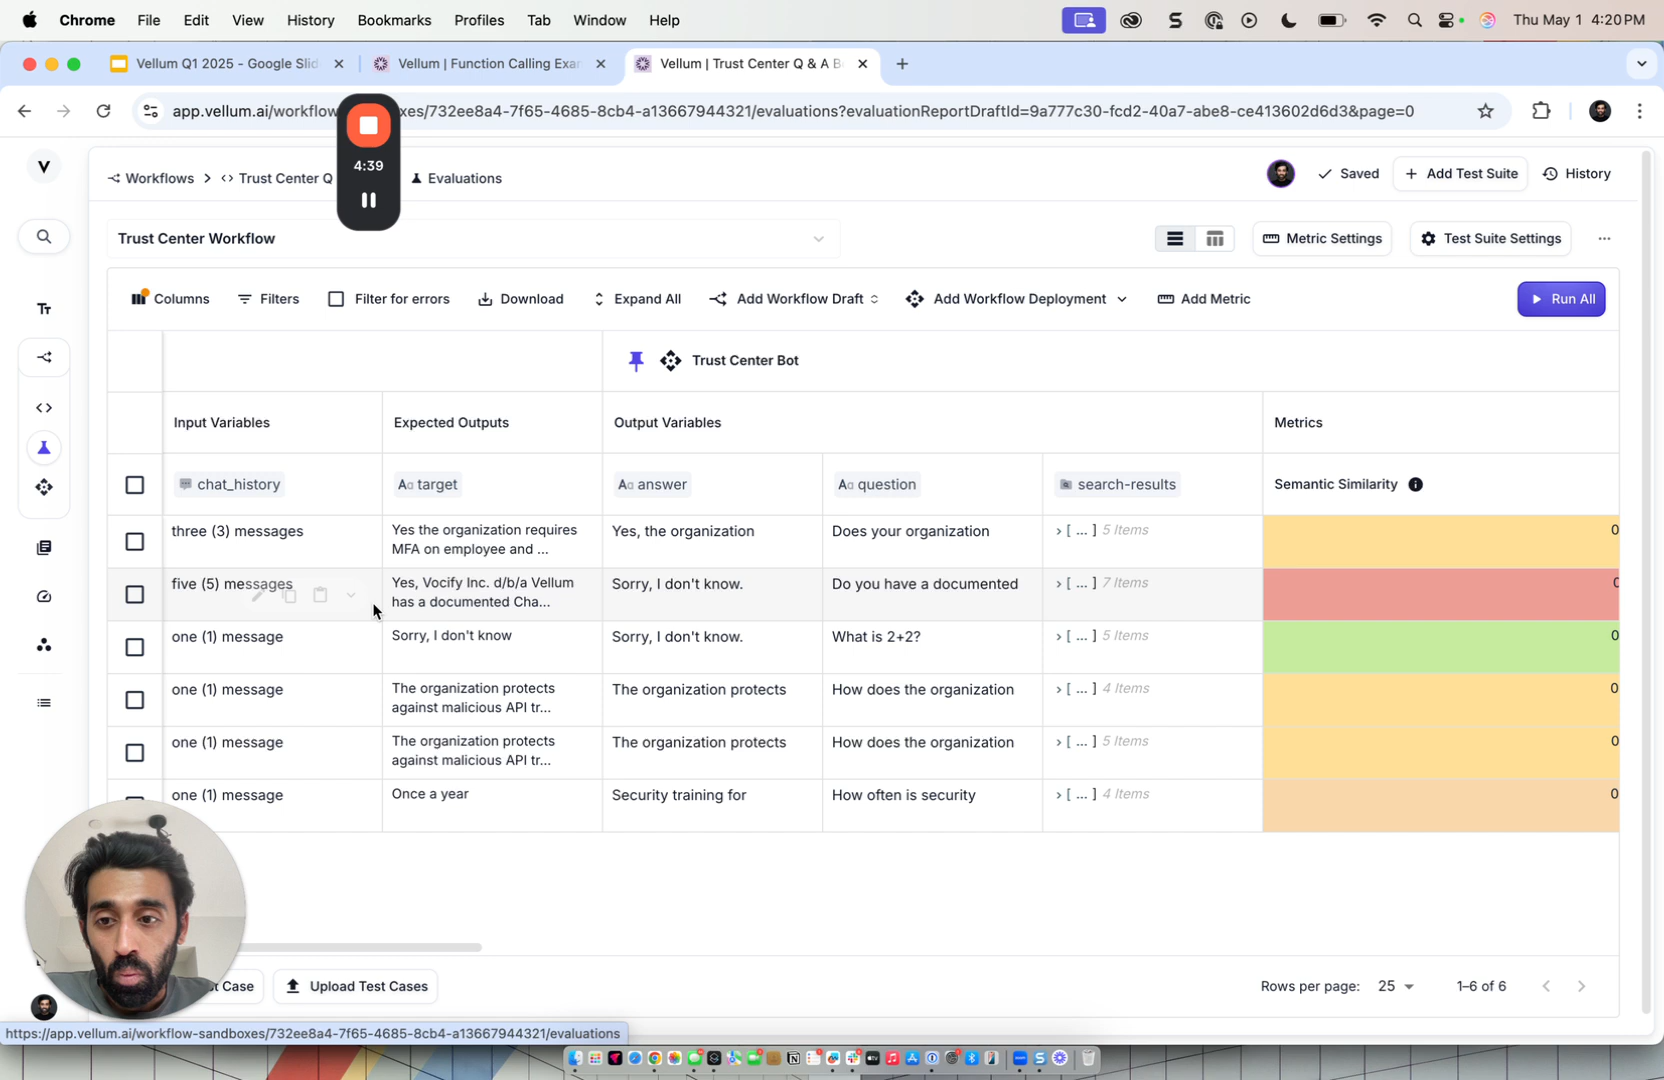 Chrome File Edit View History Bookmarks Profiles Tab Window Help Thu May 1 4:20 PM
Vellum Q1 2025 - Google Slid
Vellum | Function Calling Exa
Vellum | Trust Center Q & A B
app.vellum.ai/workflow
es/732ee8a4-7f65-4685-8cb4-a13667944321/evaluations?evaluationReportDraftId=9a777c30-fcd2-40a7-abe8-ce413602d6d3&page=0
4:39
Workflows > <> Trust Center Q Evaluations
Saved
+ Add Test Suite
History
Trust Center Workflow
Metric Settings
Test Suite Settings
Columns Filters Filter for errors Download Expand All Add Workflow Draft Add Workflow Deployment Add Metric Run All
Trust Center Bot
Input Variables Expected Outputs Output Variables Metrics
chat_history Aa target Aa answer Aa question search-results Semantic Similarity
three (3) messages
Yes the organization requires
MFA on employee and ...
Yes, the organization
Does your organization
> [ ... ] 5 Items
0
five (5) messages
Yes, Vocify Inc. d/b/a Vellum
has a documented Cha...
Sorry, I don't know.
Do you have a documented
> [ ... ] 7 Items
one (1) message
Sorry, I don't know
Sorry, I don't know.
What is 2+2?
> [ ... ] 5 Items
0
one (1) message
The organization protects
against malicious API tr...
The organization protects
How does the organization
> [ ... ] 4 Items
0
one (1) message
The organization protects
against malicious API tr...
The organization protects
How does the organization
> [ ... ] 5 Items
0
one (1) message
Once a year
Security training for
How often is security
> [ ... ] 4 Items
0
st Case
Upload Test Cases
Rows per page: 25
1–6 of 6
https://app.vellum.ai/workflow-sandboxes/732ee8a4-7f65-4685-8cb4-a13667944321/evaluations